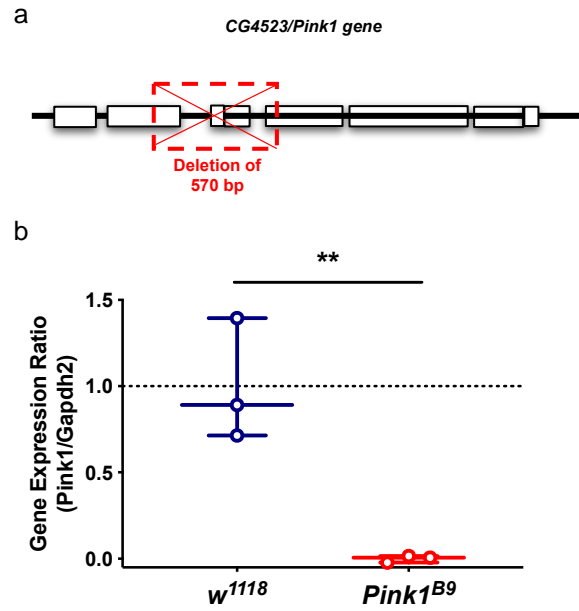 a
CG4523/Pink1 gene
Deletion of
570 bp
b
**
1.5
1.0
0.5
0.0
Gene Expression Ratio
(Pink1/Gapdh2)
w¹¹¹⁸
Pink1ᴮ⁹